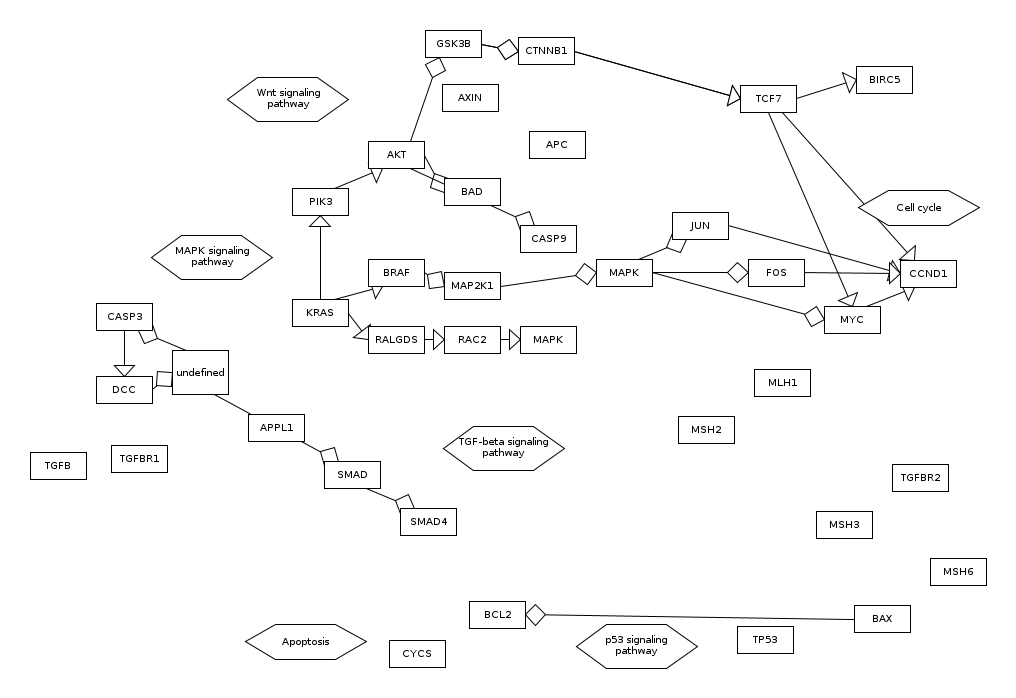 GSK3B
CTNNB1
BIRC5
Wnt signaling
pathway
AXIN
TCF7
APC
AKT
BAD
PIK3
Cell cycle
JUN
CASP9
MAPK signaling
pathway
BRAF
MAP2K1
MAPK
FOS
CCND1
KRAS
CASP3
MYC
RALGDS
RAC2
MAPK
undefined
DCC
MLH1
APPL1
MSH2
TGF-beta signaling
pathway
TGFB
TGFBR1
SMAD
TGFBR2
SMAD4
MSH3
MSH6
BCL2
BAX
Apoptosis
CYCS
p53 signaling
pathway
TP53